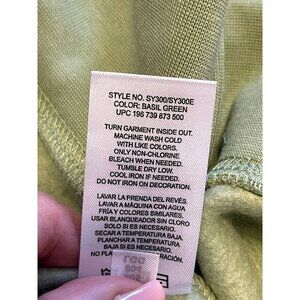 STYLE NO. SY300/SY300E
COLOR: BASIL GREEN
UPC 196 739 873 500
TURN GARMENT INSIDE OUT.
MACHINE WASH COLD
WITH LIKE COLORS.
ONLY NON-CHLORINE
BLEACH WHEN NEEDED.
TUMBLE DRY LOW.
COOL IRON IF NEEDED.
DO NOT IRON ON DECORATION.
LAVAR LA PRENDA DEL REVÉS.
LAVAR A MÁQUINA CON AGUA
FRÍA Y COLORES SIMILARES.
USAR BLANQUEADOR SIN CLORO
SOLO SI ES NECESARIO.
SECAR A TEMPERATURA BAJA.
PLANCHAR A TEMPERATURA
BAJA SI ES NECESARIO.
NO PLA